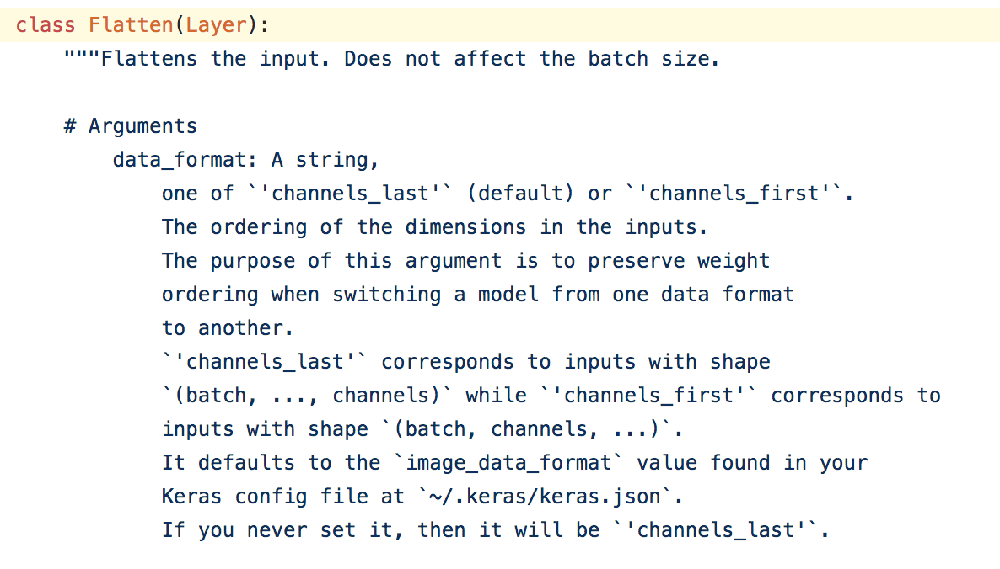 class Flatten(Layer):
    """Flattens the input. Does not affect the batch size.

    # Arguments
        data_format: A string,
            one of `'channels_last'` (default) or `'channels_first'`.
            The ordering of the dimensions in the inputs.
            The purpose of this argument is to preserve weight
            ordering when switching a model from one data format
            to another.
            `'channels_last'` corresponds to inputs with shape
            `(batch, ..., channels)` while `'channels_first'` corresponds to
            inputs with shape `(batch, channels, ...)`.
            It defaults to the `image_data_format` value found in your
            Keras config file at `~/.keras/keras.json`.
            If you never set it, then it will be `'channels_last'`.